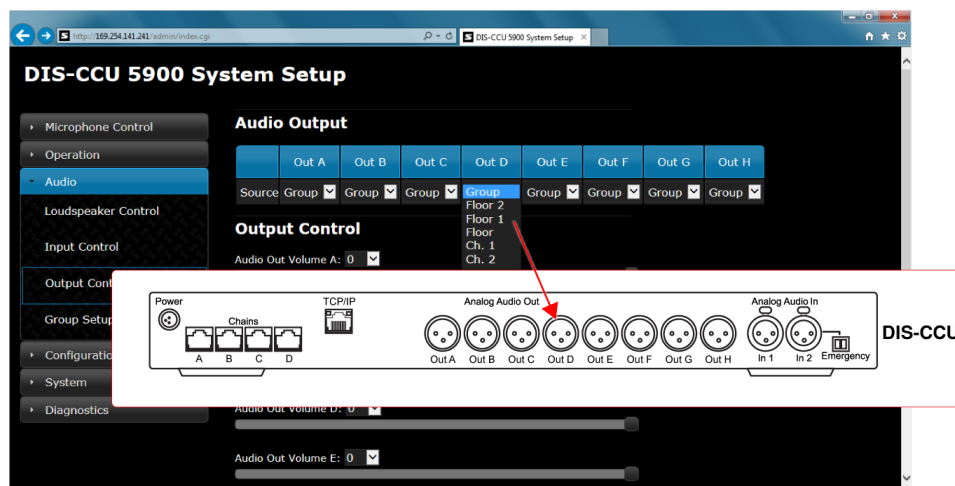 http://169.254.141.241/admin/index.cgi
DIS-CCU 5900 System Setup
DIS-CCU 5900 System Setup
Microphone Control
Operation
Audio
Loudspeaker Control
Input Control
Output Cont
Group Setup
Configuratio
System
Diagnostics
Audio Output
Out A Out B Out C Out D Out E Out F Out G Out H
Source Group Group Group Group Group Group Group Group
Floor 2
Floor 1
Floor
Ch. 1
Ch. 2
Output Control
Audio Out Volume A: 0
Power
Chains
A B C D
TCP/IP
Analog Audio Out
Out A Out B Out C Out D Out E Out F Out G Out H
Analog Audio In
In 1 In 2 Emergency
DIS-CCU
Audio Out Volume D: 0
Audio Out Volume E: 0